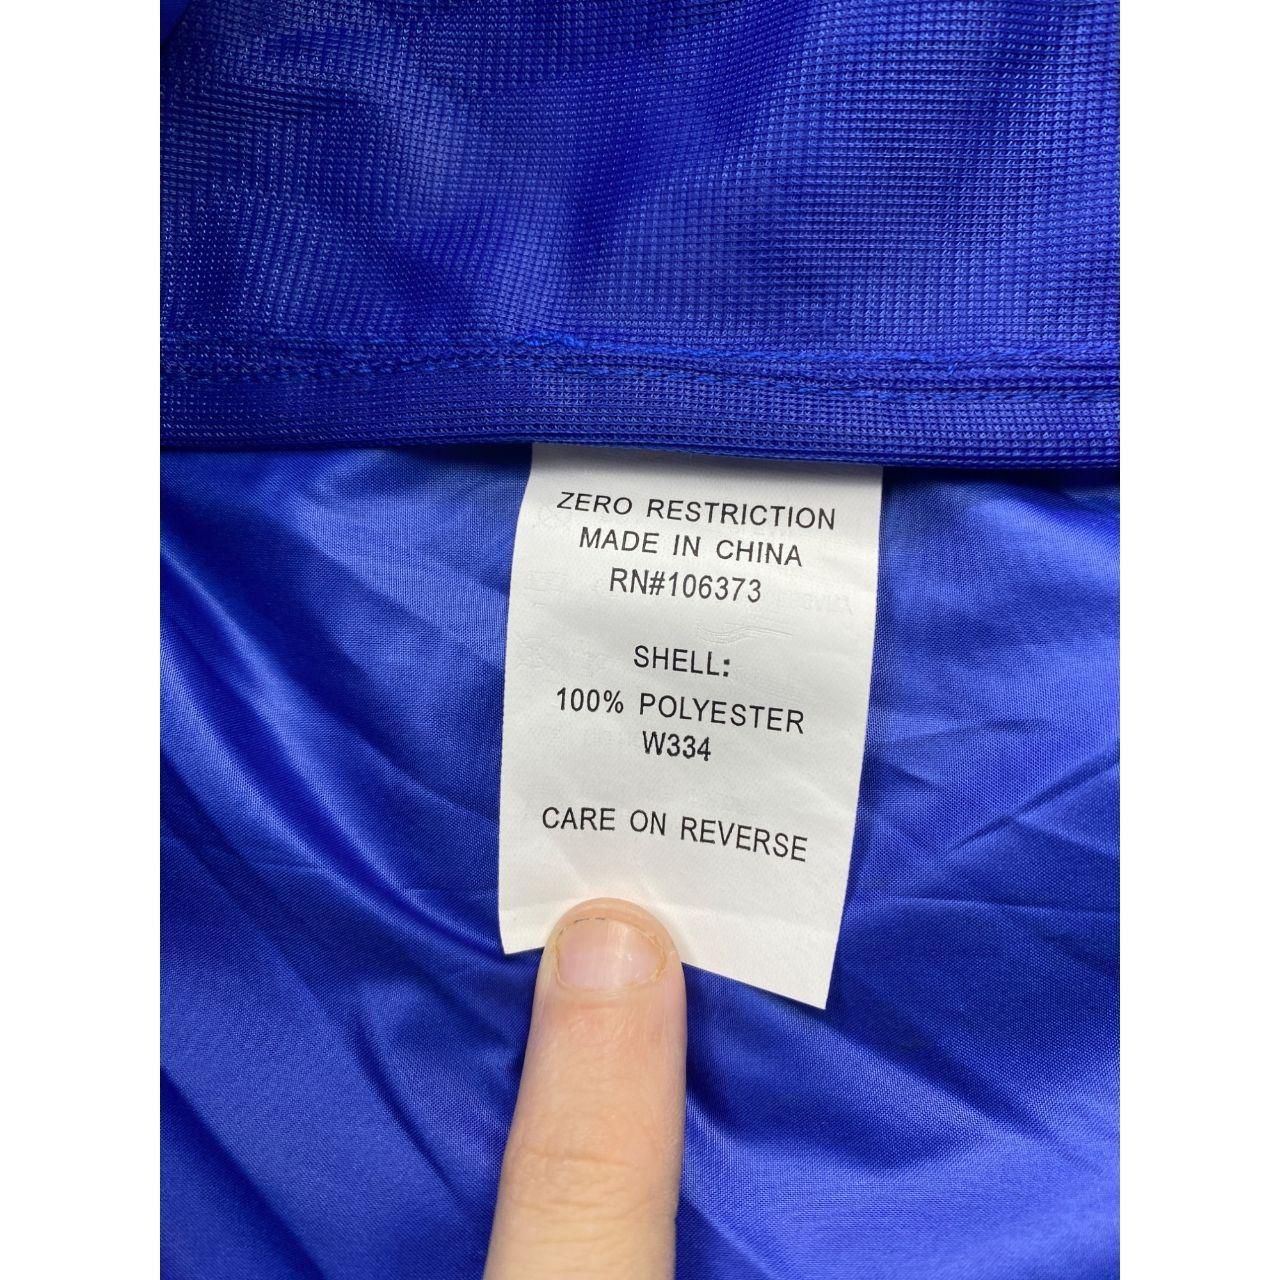 ZERO RESTRICTION
MADE IN CHINA
RN#106373
SHELL:
100% POLYESTER
W334
CARE ON REVERSE